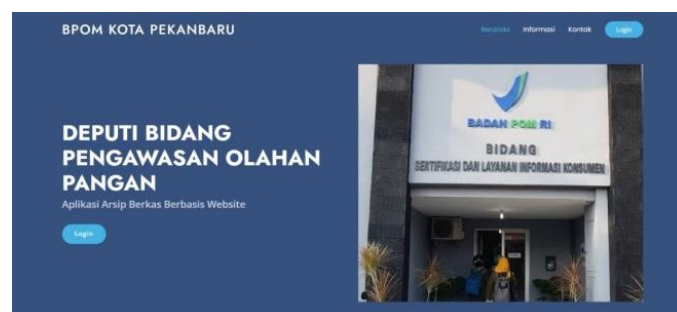 BPOM KOTA PEKANBARU
Beranda Informasi Kontak Login
DEPUTI BIDANG
PENGAWASAN OLAHAN
PANGAN
Aplikasi Arsip Berkas Berbasis Website
Login
BADAN POM RI
BIDANG
SERTIFIKASI DAN LAYANAN INFORMASI KONSUMEN